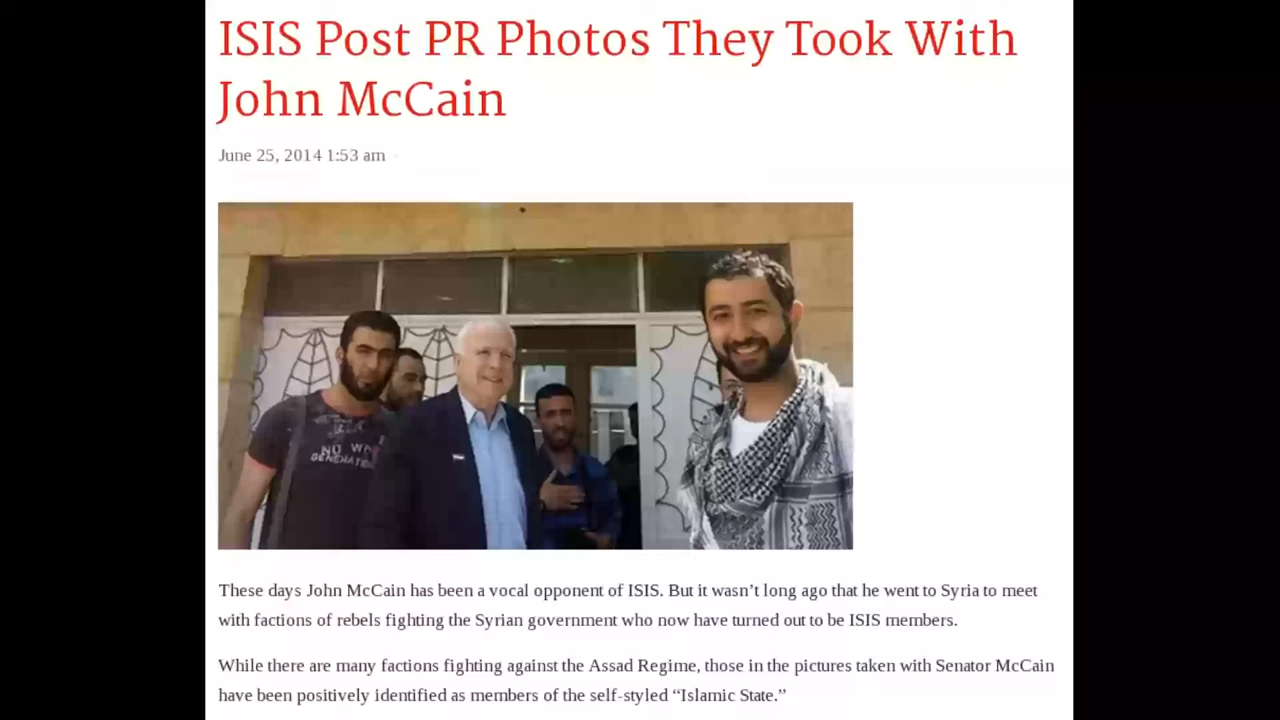 ISIS Post PR Photos They Took With
John McCain
June 25, 2014 1:53 am
NO W
GENERATI
These days John McCain has been a vocal opponent of ISIS. But it wasn’t long ago that he went to Syria to meet
with factions of rebels fighting the Syrian government who now have turned out to be ISIS members.
While there are many factions fighting against the Assad Regime, those in the pictures taken with Senator McCain
have been positively identified as members of the self-styled “Islamic State.”